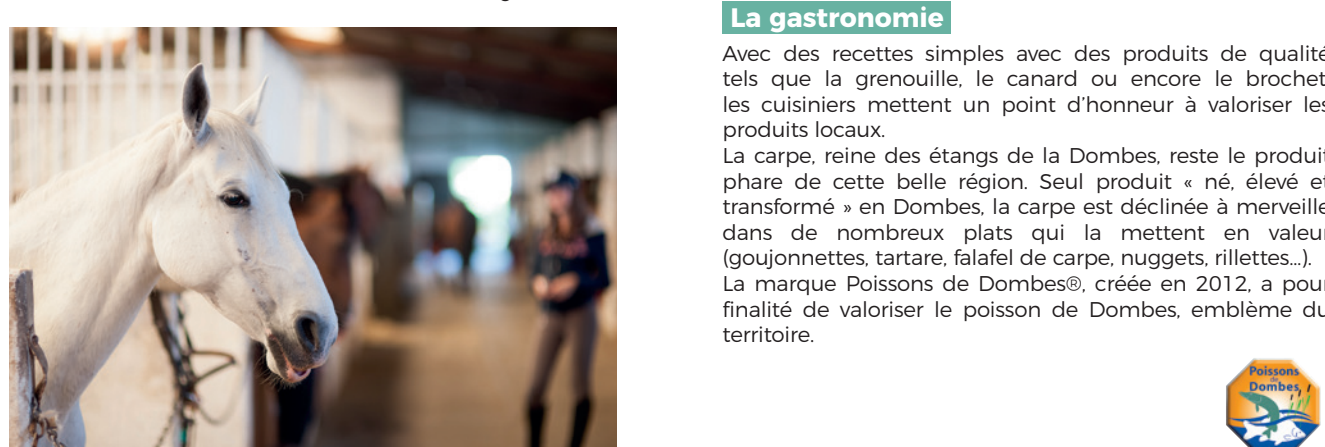 La gastronomie
Avec des recettes simples avec des produits de qualité
tels que la grenouille, le canard ou encore le brochet
les cuisiniers mettent un point d'honneur à valoriser les
produits locaux.
La carpe, reine des étangs de la Dombes, reste le produit
phare de cette belle région. Seul produit « né, élevé et
transformé » en Dombes, la carpe est déclinée à merveille
dans de nombreux plats qui la mettent en valeur
(goujonnettes, tartare, falafel de carpe, nuggets, rillettes...).
La marque Poissons de Dombes®, créée en 2012, a pour
finalité de valoriser le poisson de Dombes, emblème du
territoire.
Poissons
de
Dombes